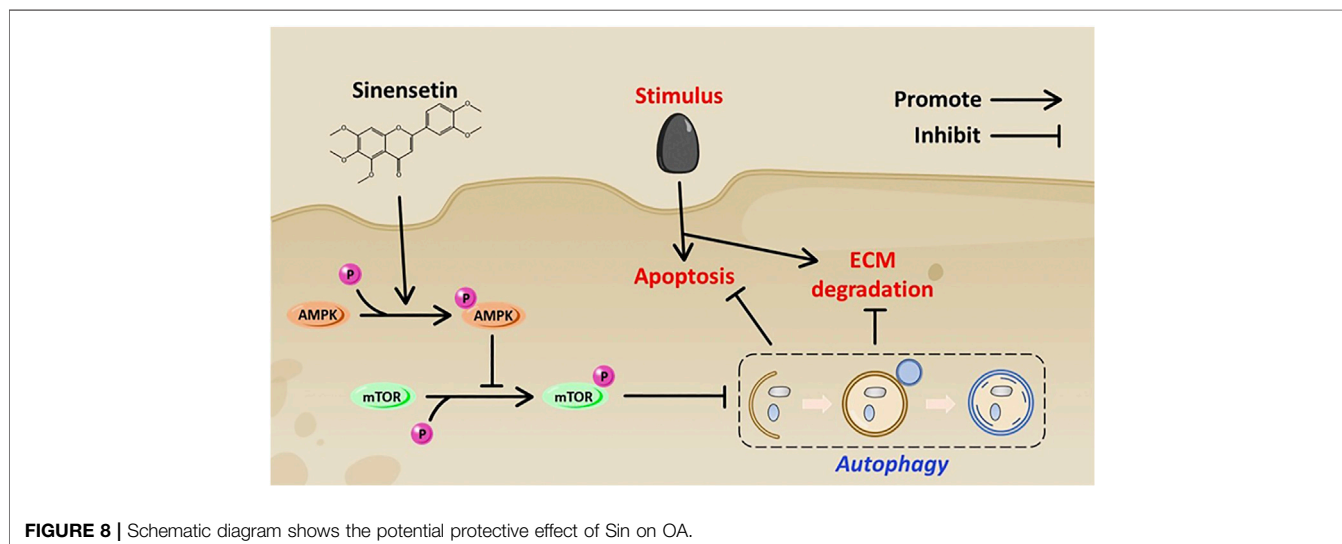 Sinensetin
Stimulus
Promote
Inhibit
O
O
O
O
O
O
O
Apoptosis
ECM
degradation
P
P
AMPK
AMPK
mTOR
mTOR
P
P
Autophagy
FIGURE 8 | Schematic diagram shows the potential protective effect of Sin on OA.